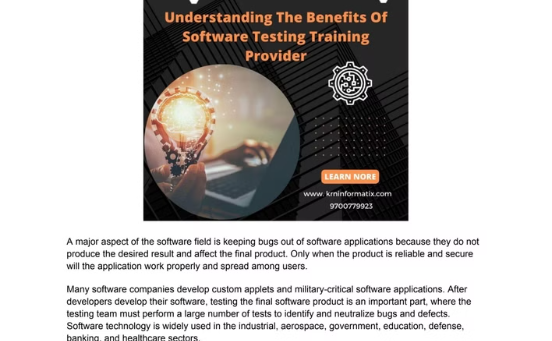 Understanding The Benefits Of
Software Testing Training
Provider
LEARN NORE
www. krninformatix.com
9700779923
A major aspect of the software field is keeping bugs out of software applications because they do not
produce the desired result and affect the final product. Only when the product is reliable and secure
will the application work properly and spread among users.
Many software companies develop custom applets and military-critical software applications. After
developers develop their software, testing the final software product is an important part, where the
testing team must perform a large number of tests to identify and neutralize bugs and defects.
Software technology is widely used in the industrial, aerospace, government, education, defense,
banking, and healthcare sectors.